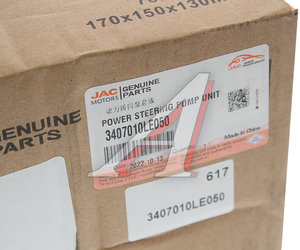 170x150x130M
JAC MOTORS GENUINE PARTS
动力转向泵总成
POWER STEERING PUMP UNIT
3407010LE050
2022.10.13
Made in China
617
3407010LE050
GENUINE
PARTS